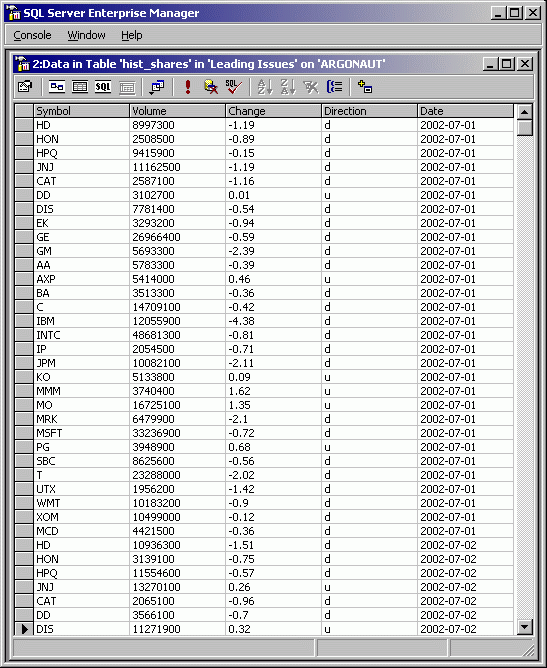 SQL Server Enterprise Manager
Console Window Help
2:Data in Table 'hist_shares' in 'Leading Issues' on 'ARGONAUT'
SQL SQL
Symbol Volume Change Direction Date
HD 8997300 -1.19 d 2002-07-01
HON 2508500 -0.89 d 2002-07-01
HPQ 9415900 -0.15 d 2002-07-01
JNJ 11162500 -1.19 d 2002-07-01
CAT 2587100 -1.16 d 2002-07-01
DD 3102700 0.01 u 2002-07-01
DIS 7781400 -0.54 d 2002-07-01
EK 3293200 -0.94 d 2002-07-01
GE 26966400 -0.59 d 2002-07-01
GM 5693300 -2.39 d 2002-07-01
AA 5783300 -0.39 d 2002-07-01
AXP 5414000 0.46 u 2002-07-01
BA 3513300 -0.36 d 2002-07-01
C 14709100 -0.42 d 2002-07-01
IBM 12055900 -4.38 d 2002-07-01
INTC 48681300 -0.81 d 2002-07-01
IP 2054500 -0.71 d 2002-07-01
JPM 10082100 -2.11 d 2002-07-01
KO 5133800 0.09 u 2002-07-01
MMM 3740400 1.62 u 2002-07-01
MO 16725100 1.35 u 2002-07-01
MRK 6479900 -2.1 d 2002-07-01
MSFT 33236900 -0.72 d 2002-07-01
PG 3948900 0.68 u 2002-07-01
SBC 8625600 -0.56 d 2002-07-01
T 23288000 -2.02 d 2002-07-01
UTX 1956200 -1.42 d 2002-07-01
WMT 10183200 -0.9 d 2002-07-01
XOM 10499000 -0.12 d 2002-07-01
MCD 4421500 -0.36 d 2002-07-01
HD 10936300 -1.51 d 2002-07-02
HON 3139100 -0.75 d 2002-07-02
HPQ 11554600 -0.57 d 2002-07-02
JNJ 13270100 0.26 u 2002-07-02
CAT 2065100 -0.96 d 2002-07-02
DD 3566100 -0.7 d 2002-07-02
DIS 11271900 0.32 u 2002-07-02